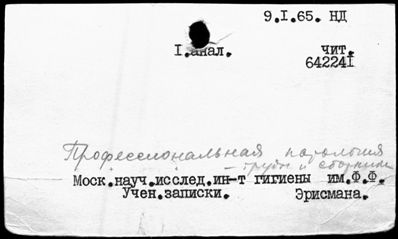 9.I.65. НД
I.анал. чит.
642241
Профессиональная патология
— труды и сборники
Моск.науч.исслед.ин-т гигиены им.Ф.Ф.
Учен.записки. Эрисмана.